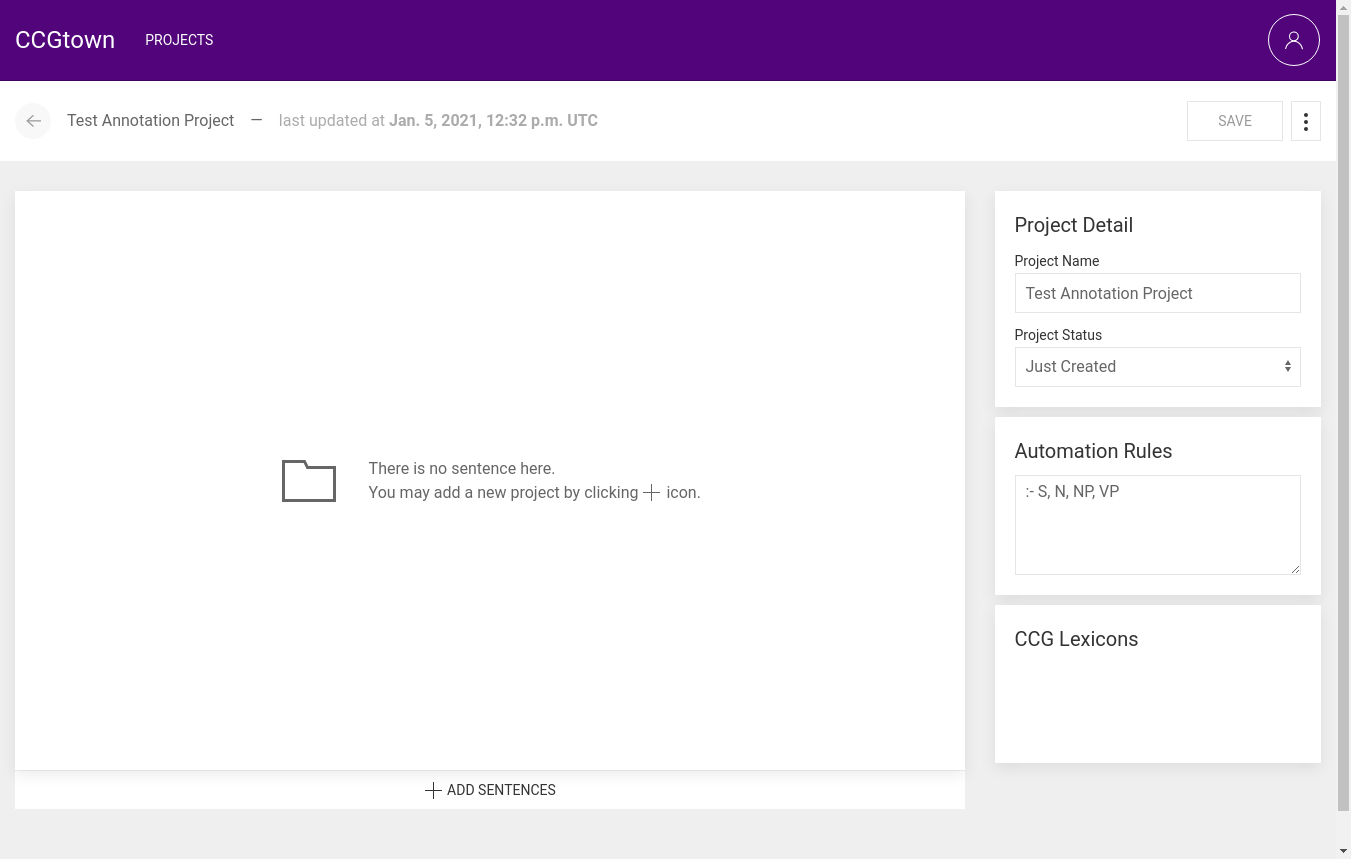 CCGtown PROJECTS
Test Annotation Project — last updated at Jan. 5, 2021, 12:32 p.m. UTC SAVE
There is no sentence here.
You may add a new project by clicking + icon.
+ ADD SENTENCES
Project Detail
Project Name
Test Annotation Project
Project Status
Just Created
Automation Rules
:- S, N, NP, VP
CCG Lexicons